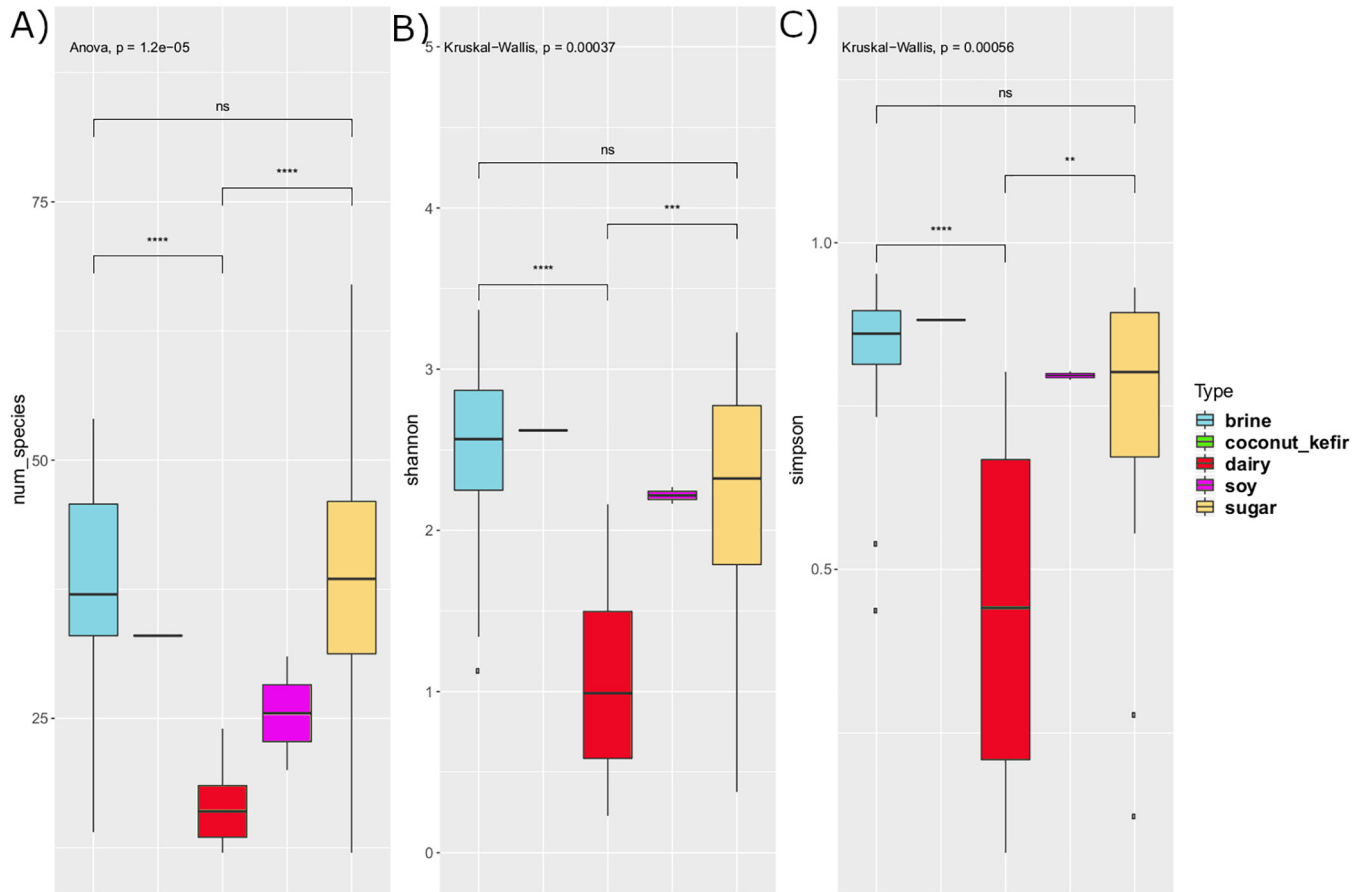 A)
Anova, p = 1.2e−05
ns
****
****
75
50
25
num_species
B)
Kruskal−Wallis, p = 0.00037
ns
***
****
5
4
3
2
1
0
shannon
C)
Kruskal−Wallis, p = 0.00056
ns
**
****
1.0
0.5
simpson
Type
brine
coconut_kefir
dairy
soy
sugar